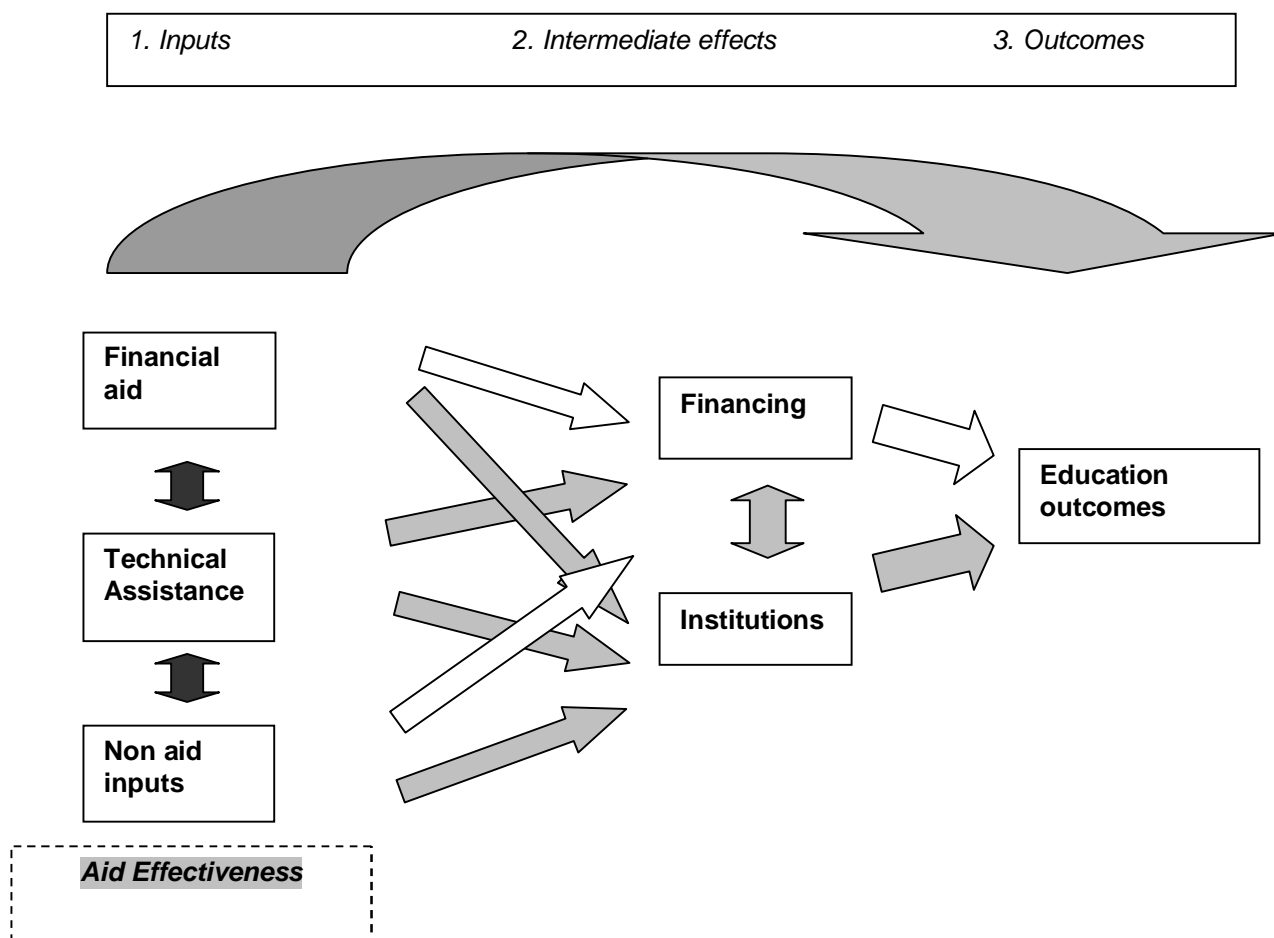 1. Inputs 2. Intermediate effects 3. Outcomes
Financial
aid
Financing
Education
outcomes
Technical
Assistance
Institutions
Non aid
inputs
Aid Effectiveness